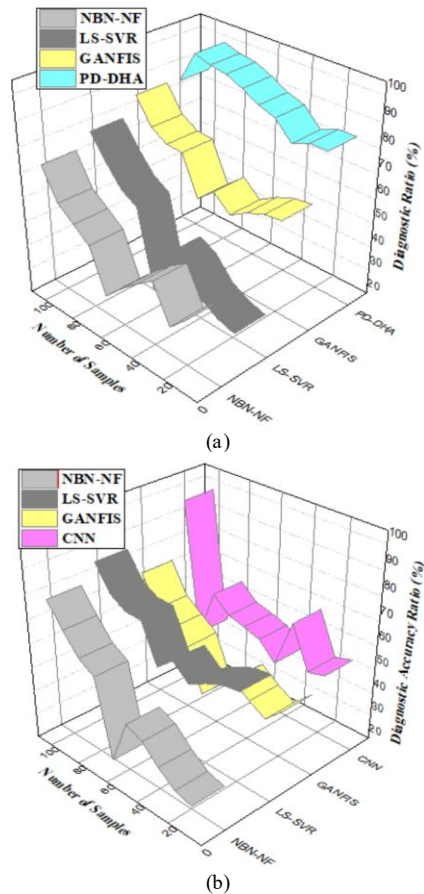 NBN-NF
LS-SVR
GANFIS
PD-DHA
100
90
80
70
60
50
40
30
20
Diagnostic Ratio (%)
100
80
60
40
20
0
Number of Samples
NBN-NF
LS-SVR
GANFIS
PD-DHA
(a)
NBN-NF
LS-SVR
GANFIS
CNN
100
90
80
70
60
50
40
30
20
Diagnostic Accuracy Ratio (%)
100
80
60
40
20
0
Number of Samples
NBN-NF
LS-SVR
GANFIS
CNN
(b)